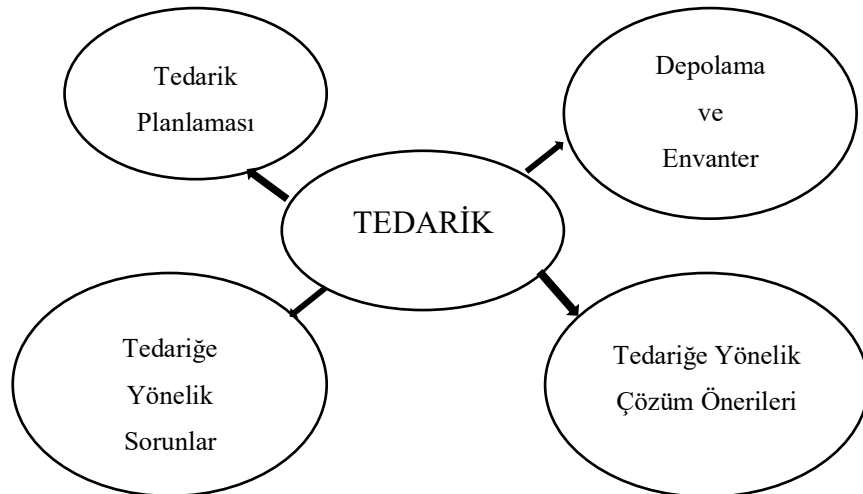 Tedarik
Planlaması
Depolama
ve
Envanter
TEDARİK
Tedariğe
Yönelik
Sorunlar
Tedariğe Yönelik
Çözüm Önerileri